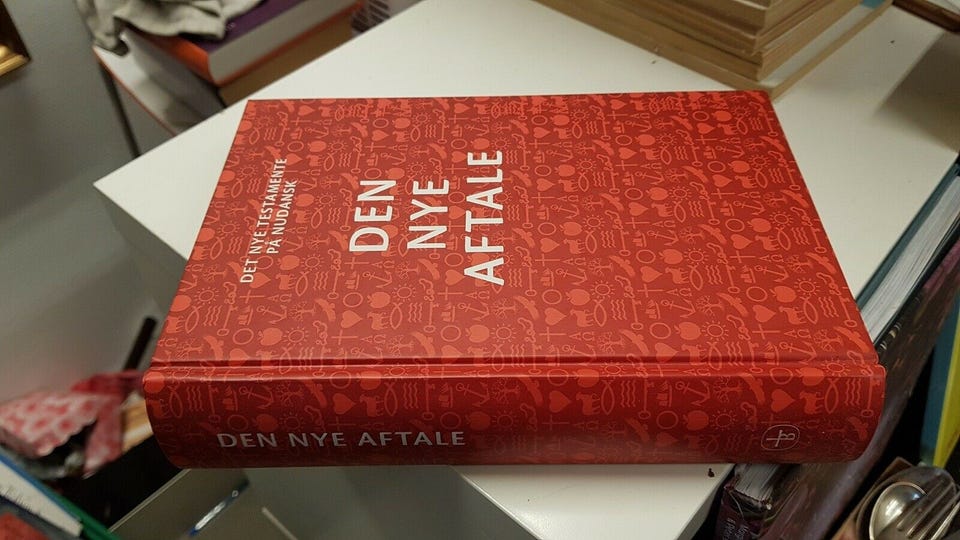 DET NYE TESTAMENTE
PÅ NUDANSK
DEN
NYE
AFTALE
DEN NYE AFTALE